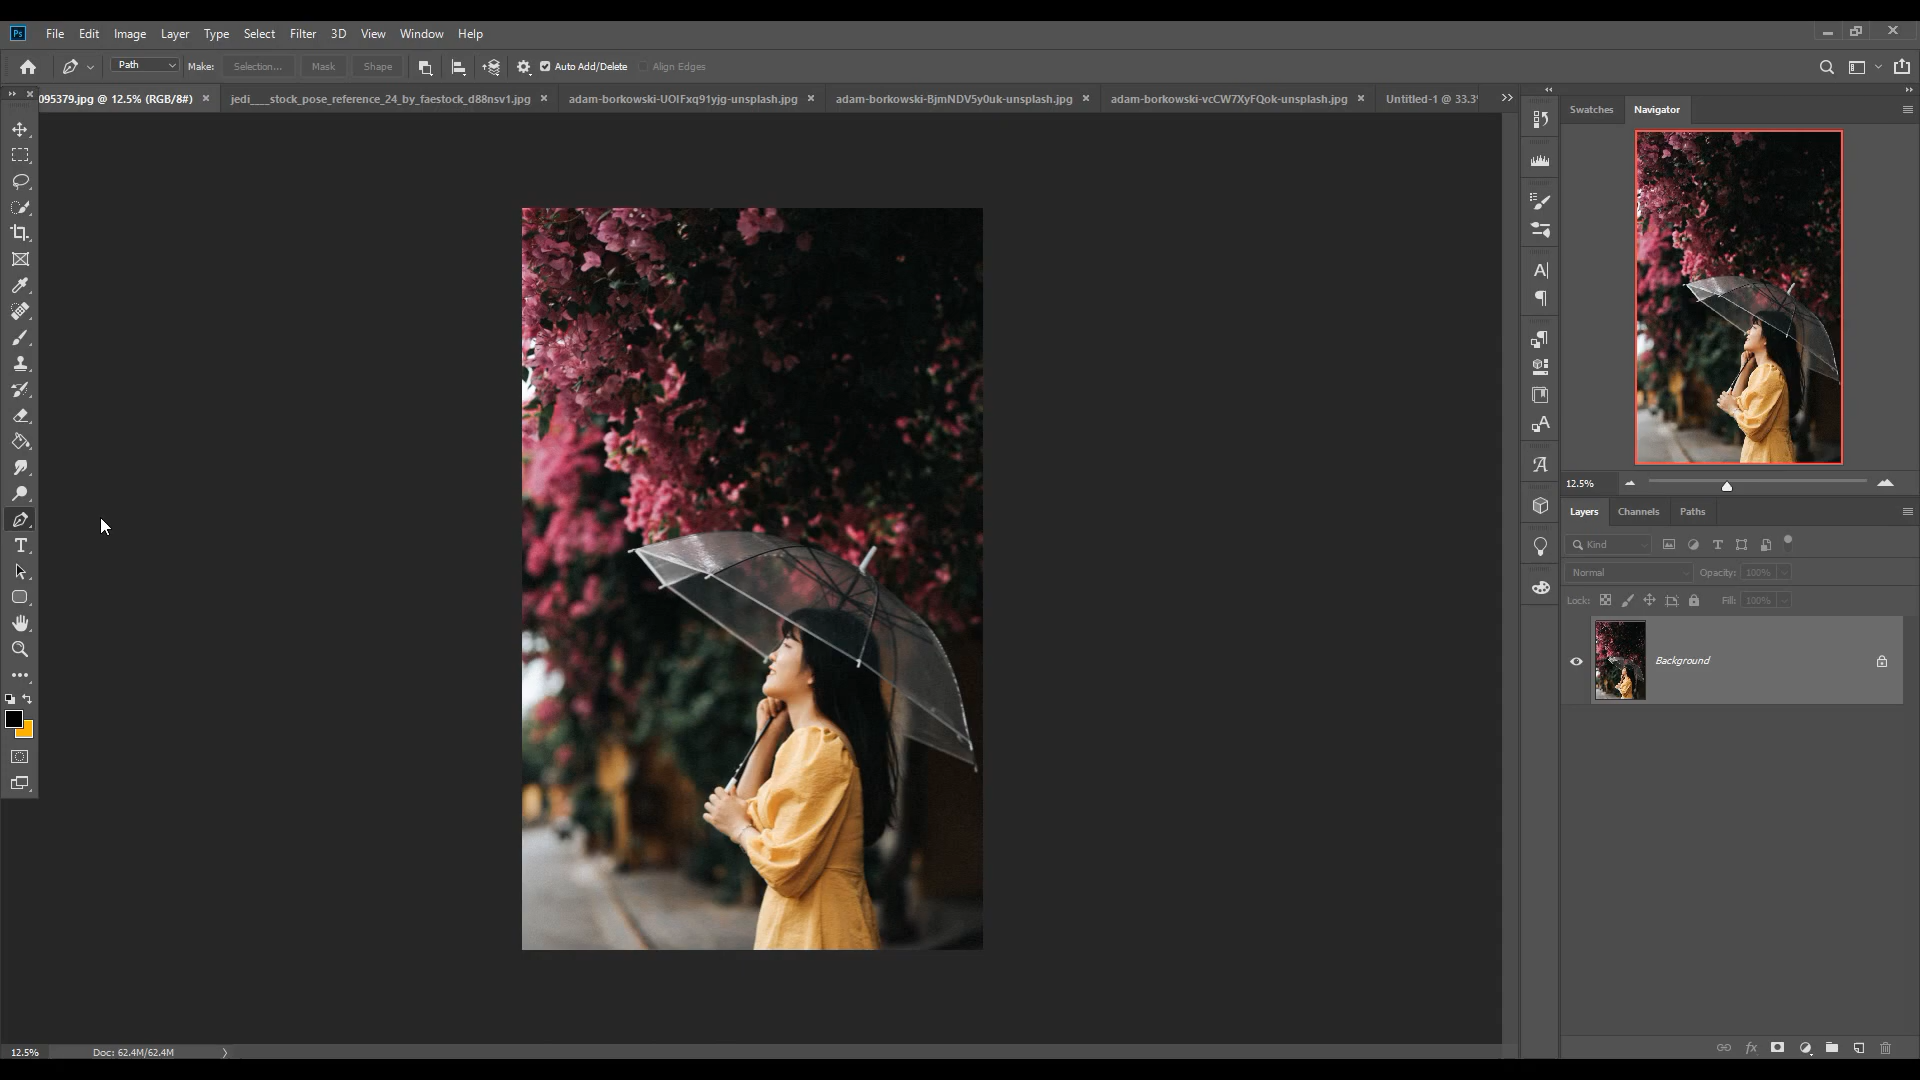 Ps File Edit Image Layer Type Select Filter 3D View Window Help
Path Make: Selection... Mask Shape Auto Add/Delete Align Edges
095379.jpg @ 12.5% (RGB/8#) × jedi___stock_pose_reference_24_by_faestock_d88nsv1.jpg × adam-borkowski-UOIFxq91yjg-unsplash.jpg × adam-borkowski-BjmNDV5y0uk-unsplash.jpg × adam-borkowski-vcCW7XyFQok-unsplash.jpg × Untitled-1 @ 33.3
Swatches Navigator
12.5%
Layers Channels Paths
Kind
Normal Opacity: 100%
Lock: Fill: 100%
Background
12.5% Doc: 62.4M/62.4M